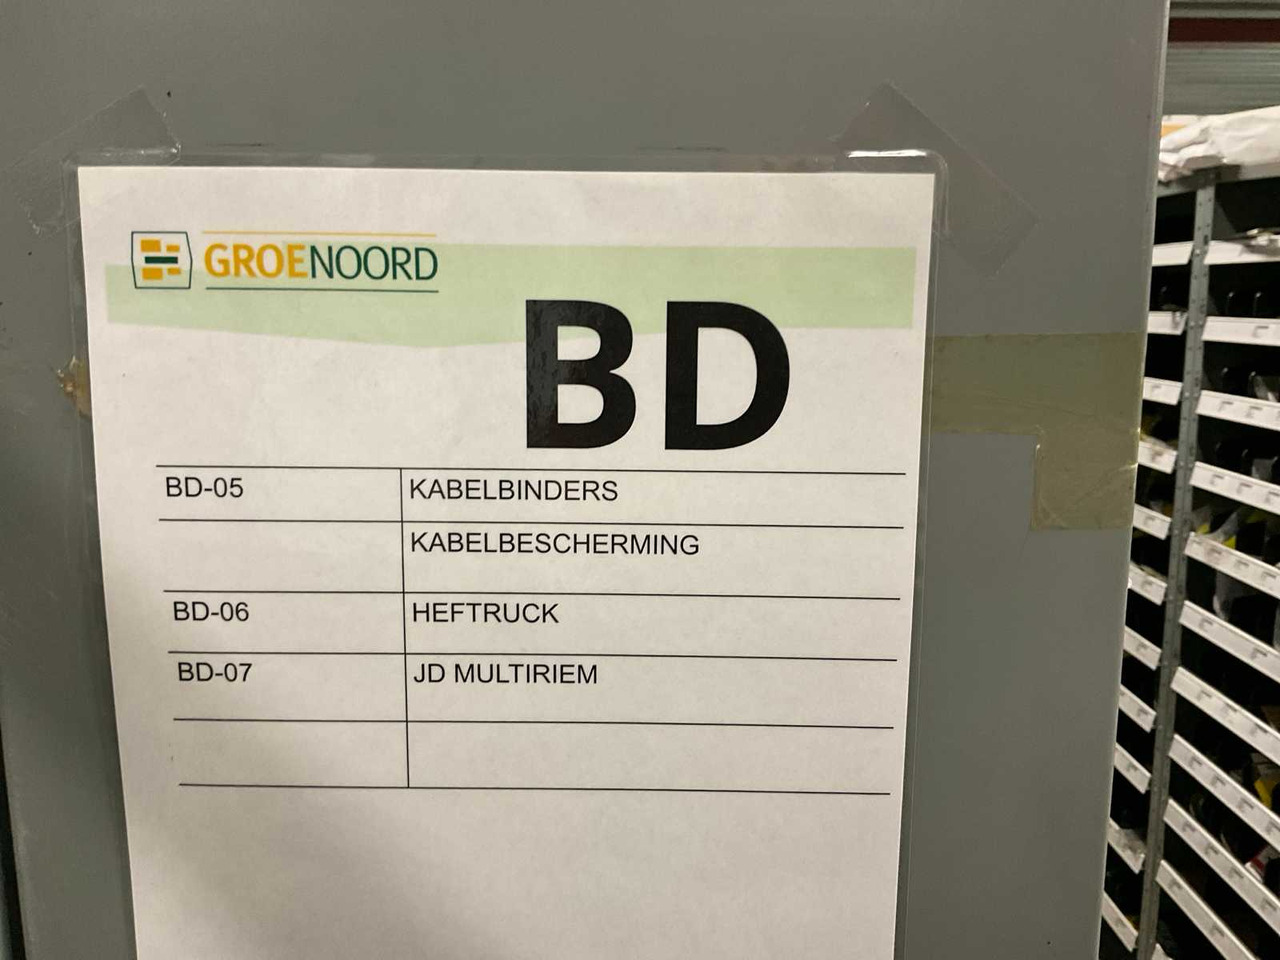 GROENOORD
BD
BD-05 KABELBINDERS
KABELBESCHERMING
BD-06 HEFTRUCK
BD-07 JD MULTIRIEM